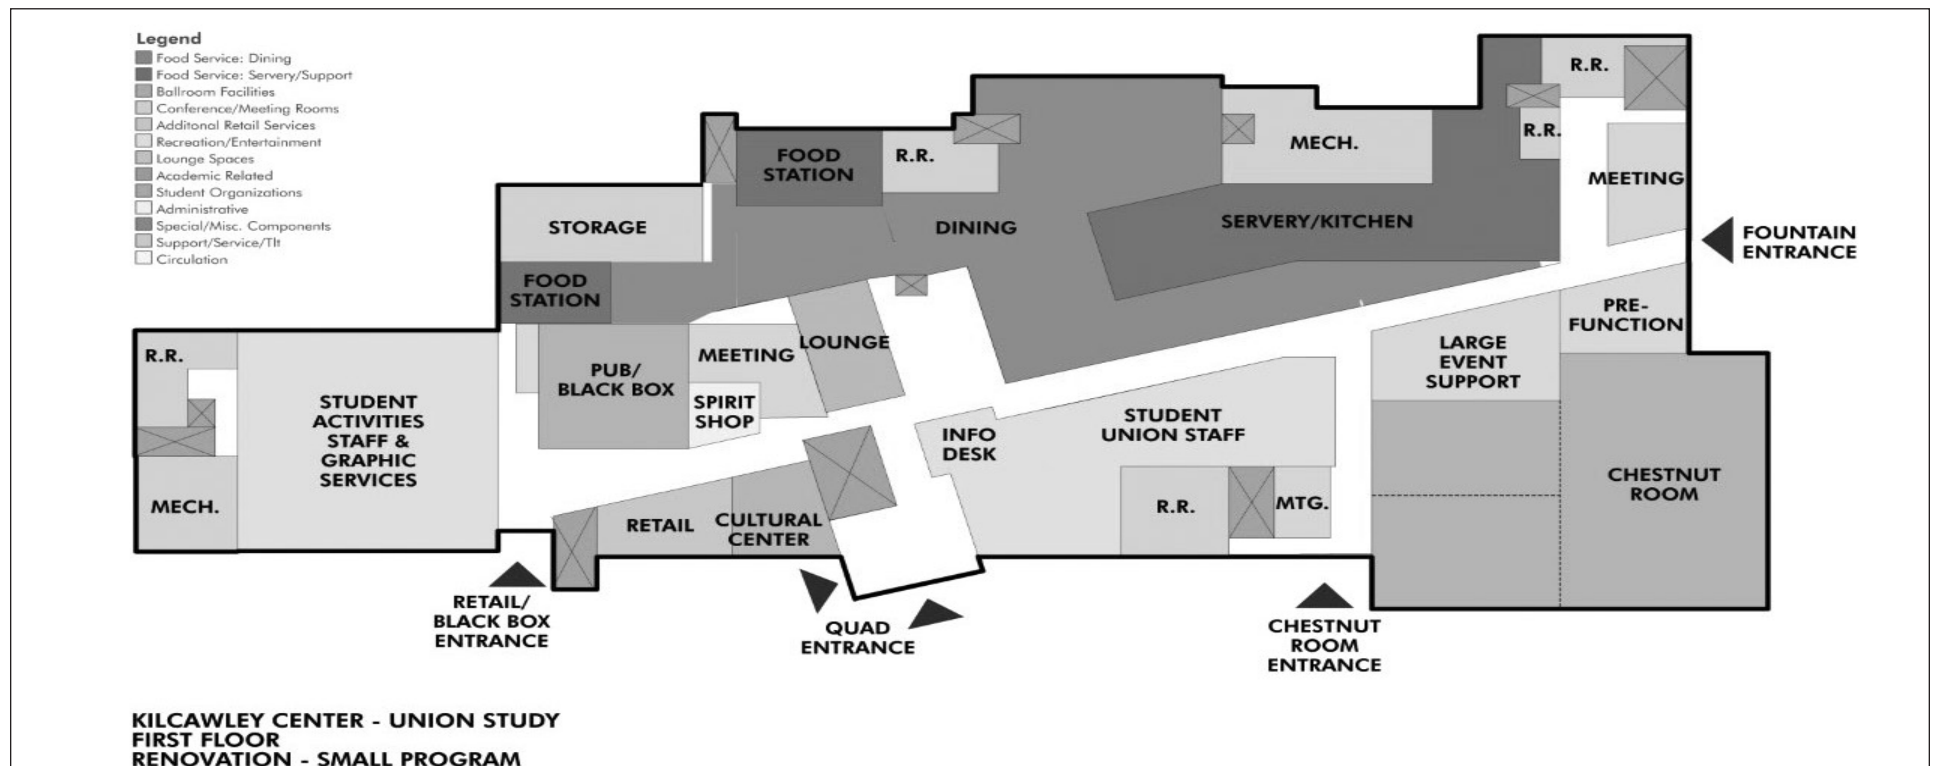 Legend
Food Service: Dining
Food Service: Servery/Support
Ballroom Facilities
Conference/Meeting Rooms
Additonal Retail Services
Recreation/Entertainment
Lounge Spaces
Academic Related
Student Organizations
Administrative
Special/Misc. Components
Support/Service/Tlt
Circulation
R.R.
R.R.
MECH.
FOOD
STATION
R.R.
MEETING
STORAGE
DINING
SERVERY/KITCHEN
FOUNTAIN
ENTRANCE
FOOD
STATION
PRE-
FUNCTION
R.R.
PUB/
BLACK BOX
MEETING
LOUNGE
LARGE
EVENT
SUPPORT
STUDENT
ACTIVITIES
STAFF &
GRAPHIC
SERVICES
SPIRIT
SHOP
INFO
DESK
STUDENT
UNION STAFF
CHESTNUT
ROOM
MECH.
RETAIL
CULTURAL
CENTER
R.R.
MTG.
RETAIL/
BLACK BOX
ENTRANCE
QUAD
ENTRANCE
CHESTNUT
ROOM
ENTRANCE
KILCAWLEY CENTER - UNION STUDY
FIRST FLOOR
RENOVATION - SMALL PROGRAM